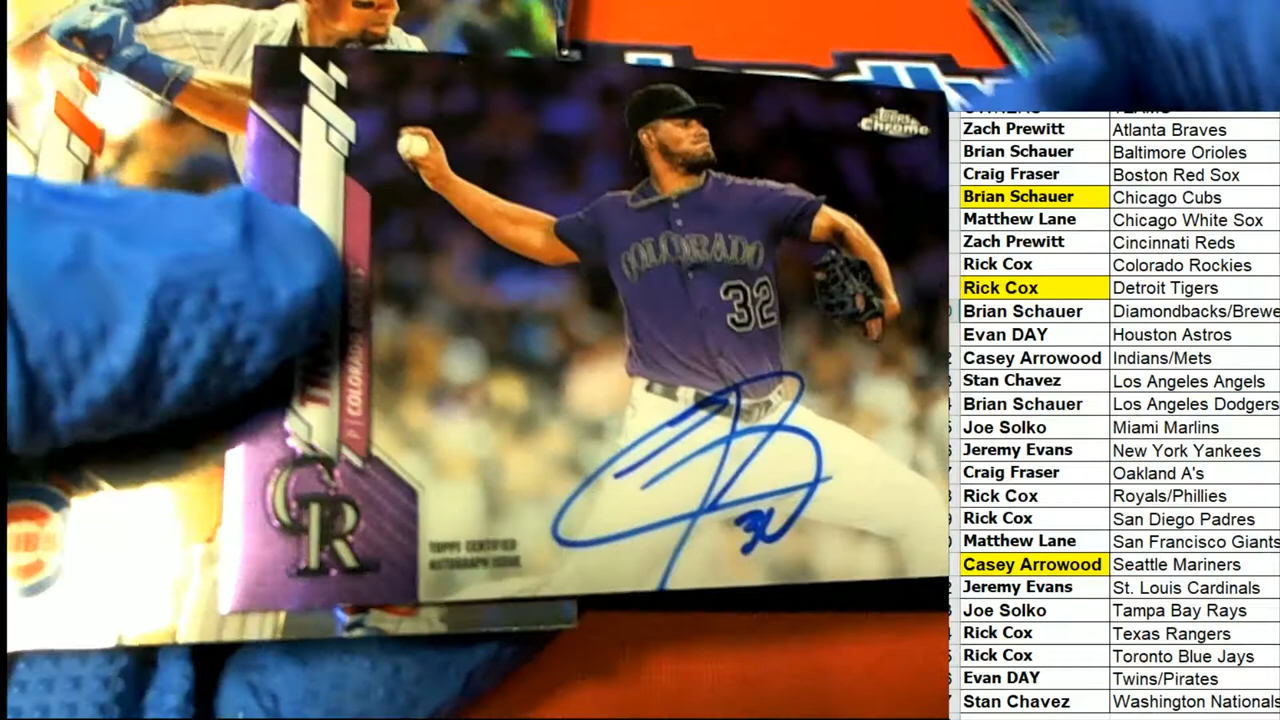 TOPPS
Chrome
COLORADO
32
P | COLORADO
CR
TOPPS CERTIFIED
AUTOGRAPH ISSUE
32
OWNERS TEAMS
Zach Prewitt Atlanta Braves
Brian Schauer Baltimore Orioles
Craig Fraser Boston Red Sox
Brian Schauer Chicago Cubs
Matthew Lane Chicago White Sox
Zach Prewitt Cincinnati Reds
Rick Cox Colorado Rockies
Rick Cox Detroit Tigers
Brian Schauer Diamondbacks/Brewe
Evan DAY Houston Astros
Casey Arrowood Indians/Mets
Stan Chavez Los Angeles Angels
Brian Schauer Los Angeles Dodgers
Joe Solko Miami Marlins
Jeremy Evans New York Yankees
Craig Fraser Oakland A's
Rick Cox Royals/Phillies
Rick Cox San Diego Padres
Matthew Lane San Francisco Giants
Casey Arrowood Seattle Mariners
Jeremy Evans St. Louis Cardinals
Joe Solko Tampa Bay Rays
Rick Cox Texas Rangers
Rick Cox Toronto Blue Jays
Evan DAY Twins/Pirates
Stan Chavez Washington Nationals